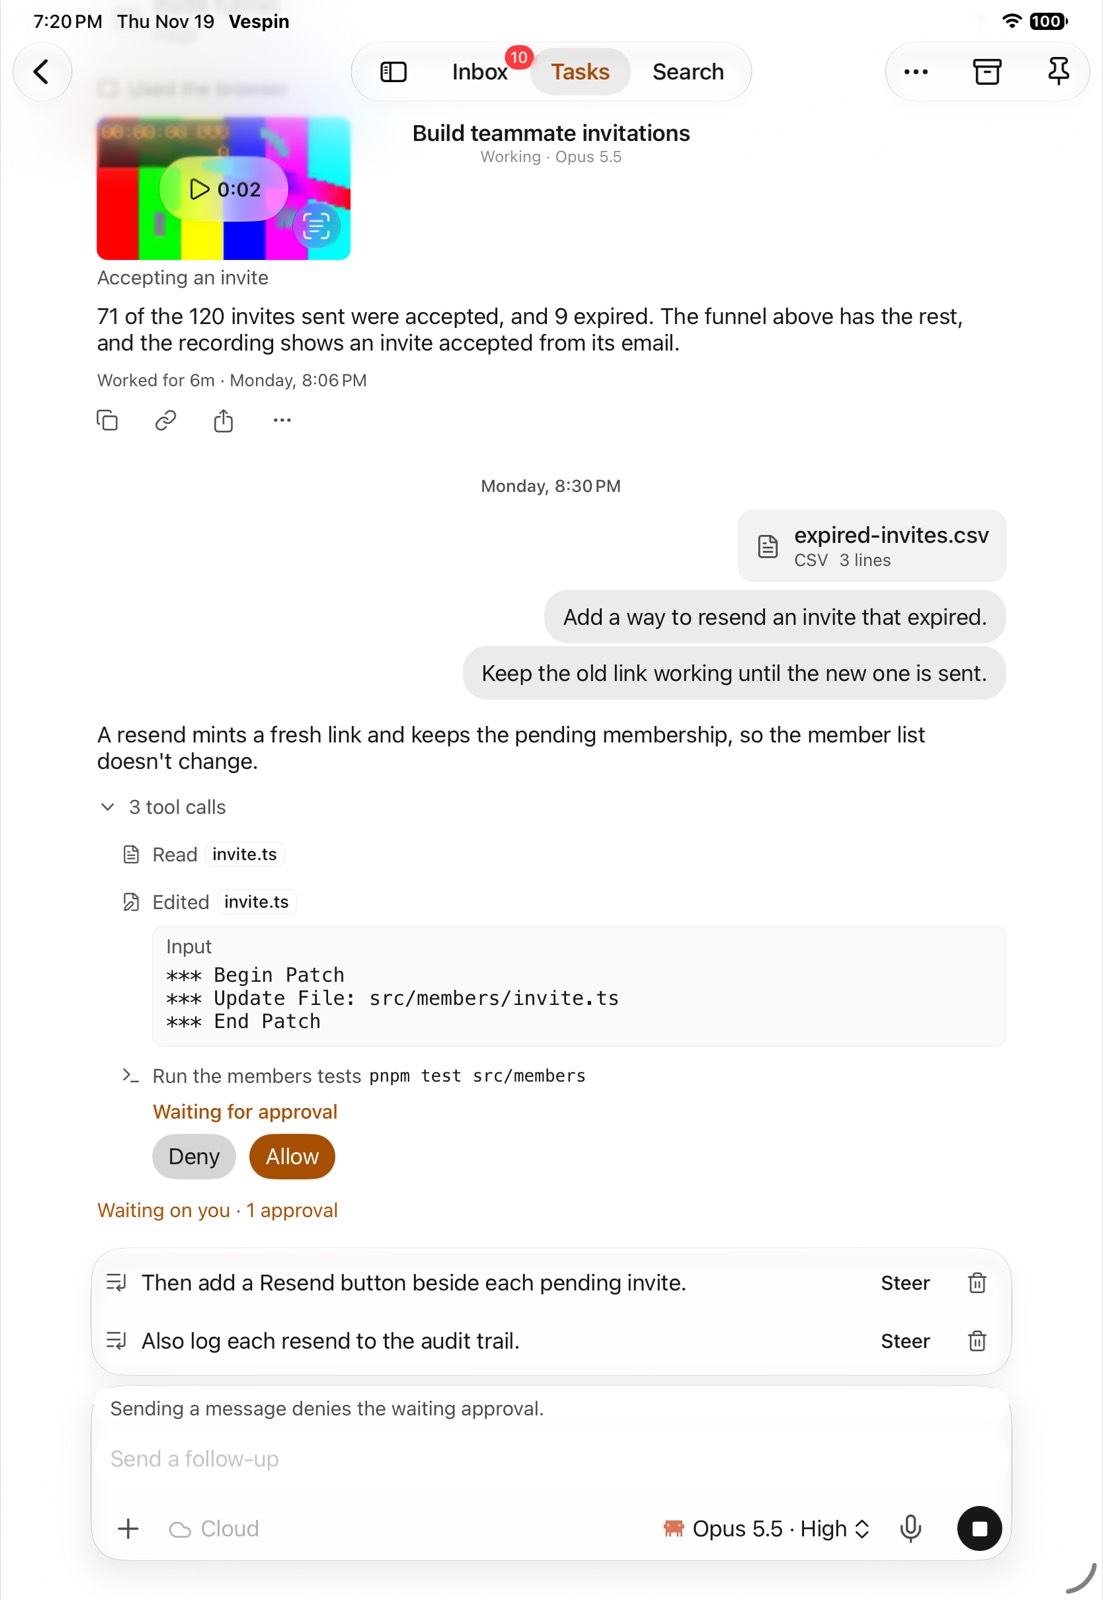 7:20 PM Thu Nov 19 Vespin 100
Inbox 10 Tasks Search
Used the browser
Build teammate invitations
Working · Opus 5.5
0:02
Accepting an invite
71 of the 120 invites sent were accepted, and 9 expired. The funnel above has the rest,
and the recording shows an invite accepted from its email.
Worked for 6m · Monday, 8:06 PM
Monday, 8:30 PM
expired-invites.csv
CSV 3 lines
Add a way to resend an invite that expired.
Keep the old link working until the new one is sent.
A resend mints a fresh link and keeps the pending membership, so the member list
doesn't change.
3 tool calls
Read invite.ts
Edited invite.ts
Input
*** Begin Patch
*** Update File: src/members/invite.ts
*** End Patch
Run the members tests pnpm test src/members
Waiting for approval
Deny Allow
Waiting on you · 1 approval
Then add a Resend button beside each pending invite. Steer
Also log each resend to the audit trail. Steer
Sending a message denies the waiting approval.
Send a follow-up
Cloud Opus 5.5 · High